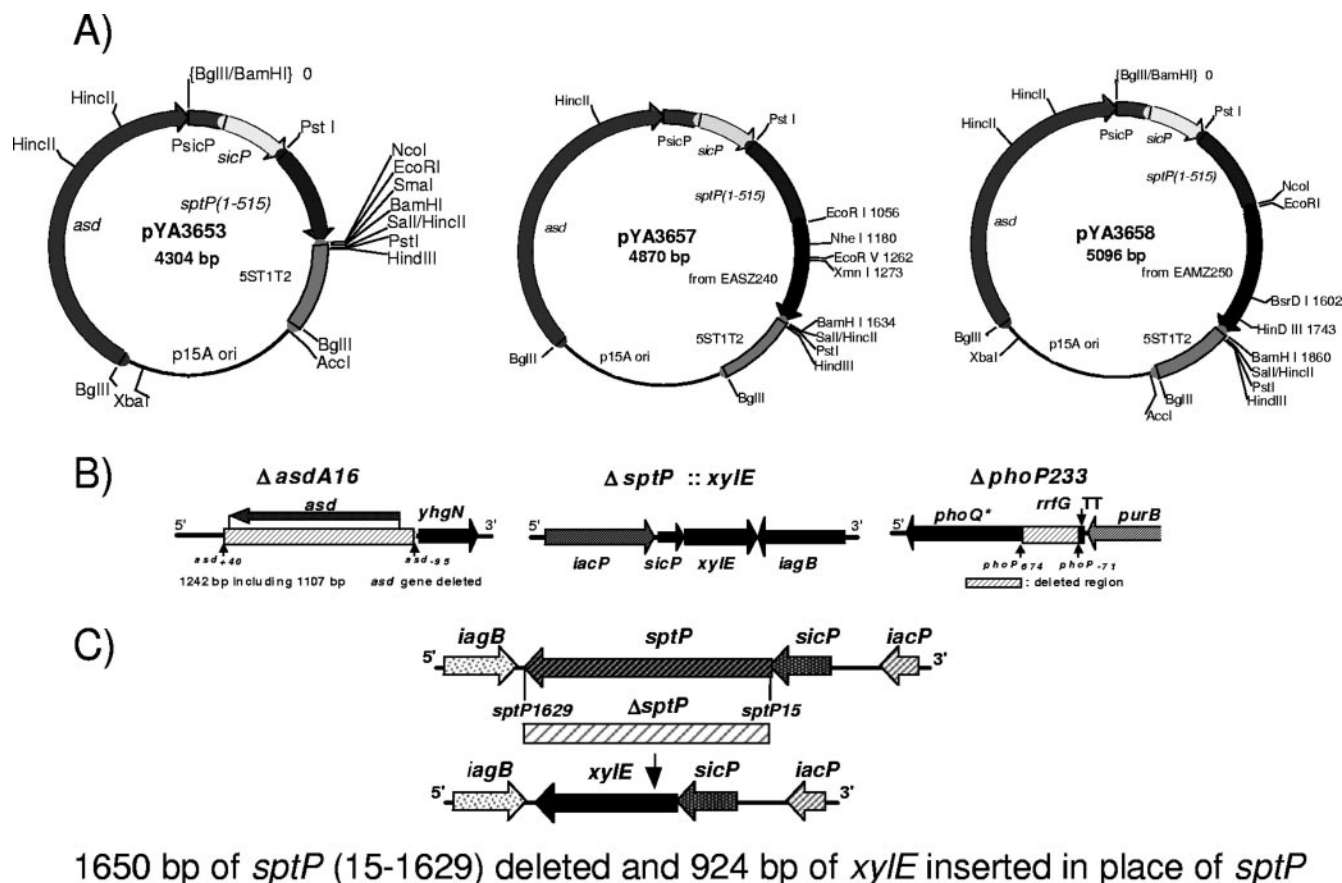 A)
{BglII/BamHI} 0
HincII
HincII
PsicP
sicP
Pst I
NcoI
EcoRI
SmaI
BamHI
SalI/HincII
PstI
HindIII
sptP(1-515)
asd
pYA3653
4304 bp
5ST1T2
BglII
AccI
p15A ori
BglII
XbaI
HincII
PsicP
sicP
Pst I
sptP(1-515)
asd
pYA3657
4870 bp
EcoR I 1056
Nhe I 1180
EcoR V 1262
Xmn I 1273
from EASZ240
BamH I 1634
SalI/HincII
PstI
HindIII
5ST1T2
BglII
p15A ori
BglII
{BglII/BamHI} 0
HincII
HincII
PsicP
sicP
Pst I
sptP(1-515)
NcoI
EcoRI
asd
pYA3658
5096 bp
from EAMZ250
BsrD I 1602
HinD III 1743
BamH I 1860
SalI/HincII
PstI
HindIII
5ST1T2
BglII
AccI
p15A ori
BglII
XbaI
B)
Δ asdA16
asd
yhgN
5'
3'
asd+40
asd-95
1242 bp including 1107 bp asd gene deleted
Δ sptP :: xylE
5'
3'
iacP
sicP
xylE
iagB
Δ phoP233
phoQ*
rrfG
TT
purB
5'
3'
phoP674
phoP-71
: deleted region
C)
iagB
sptP
sicP
iacP
5'
3'
sptP1629
ΔsptP
sptP15
iagB
xylE
sicP
iacP
5'
3'
1650 bp of sptP (15-1629) deleted and 924 bp of xylE inserted in place of sptP